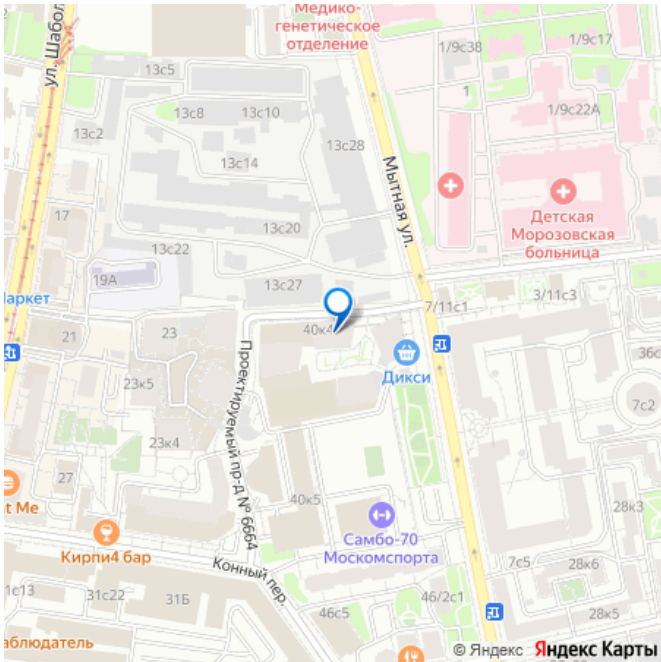 Медико-
генетическое
отделение
ул. Шабол
1/9с38
1/9с17
13с5
1
13с8
13с10
1/9с22А
13с2
13с28
13с14
Мытная ул.
17
Детская
Морозовская
больница
13с20
13с22
19А
13с27
3/11с3
Маркет
7/11с1
40к4
21
23
36с
Дикси
23к5
Проектируемый пр-д № 6664
7с2
23к4
27
40к5
28к3
at Me
Самбо-70
Москомспорта
Кирпи4 бар
7с5
28к6
Конный пер.
31с13
31с22
31Б
46с5
46/2с1
28к5
аблюдатель
© Яндекс Яндекс Карты